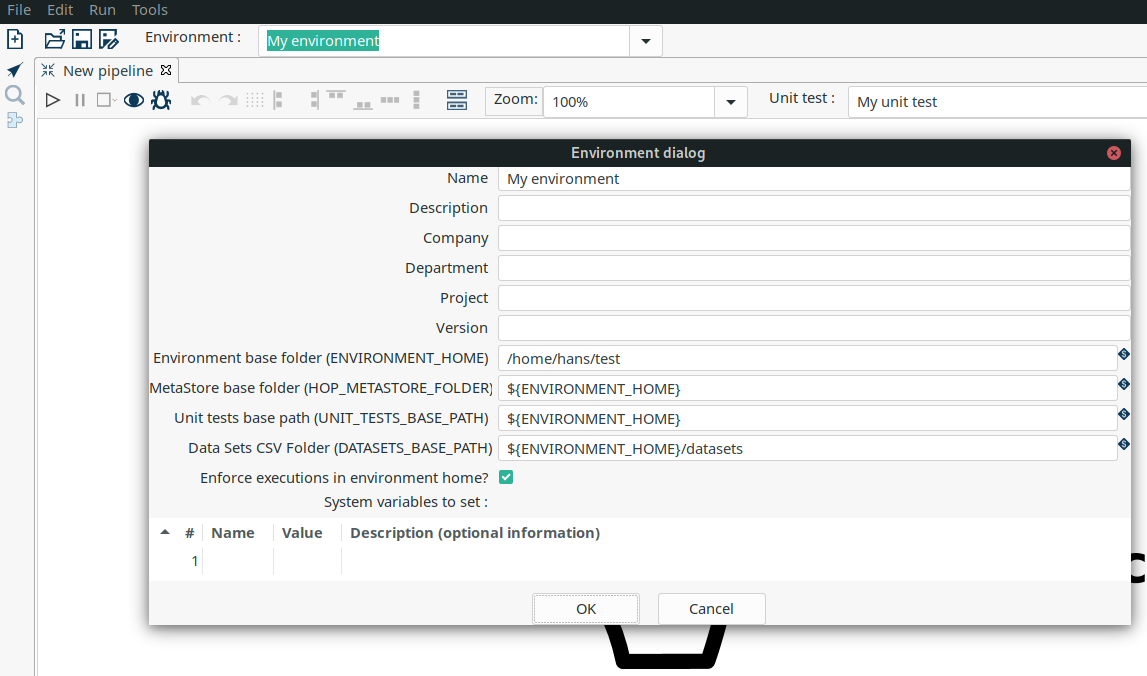 File Edit Run Tools
Environment : My environment
New pipeline
Zoom: 100% Unit test : My unit test
Environment dialog
Name My environment
Description
Company
Department
Project
Version
Environment base folder (ENVIRONMENT_HOME) /home/hans/test
MetaStore base folder (HOP_METASTORE_FOLDER) ${ENVIRONMENT_HOME}
Unit tests base path (UNIT_TESTS_BASE_PATH) ${ENVIRONMENT_HOME}
Data Sets CSV Folder (DATASETS_BASE_PATH) ${ENVIRONMENT_HOME}/datasets
Enforce executions in environment home?
System variables to set :
# Name Value Description (optional information)
1
OK Cancel